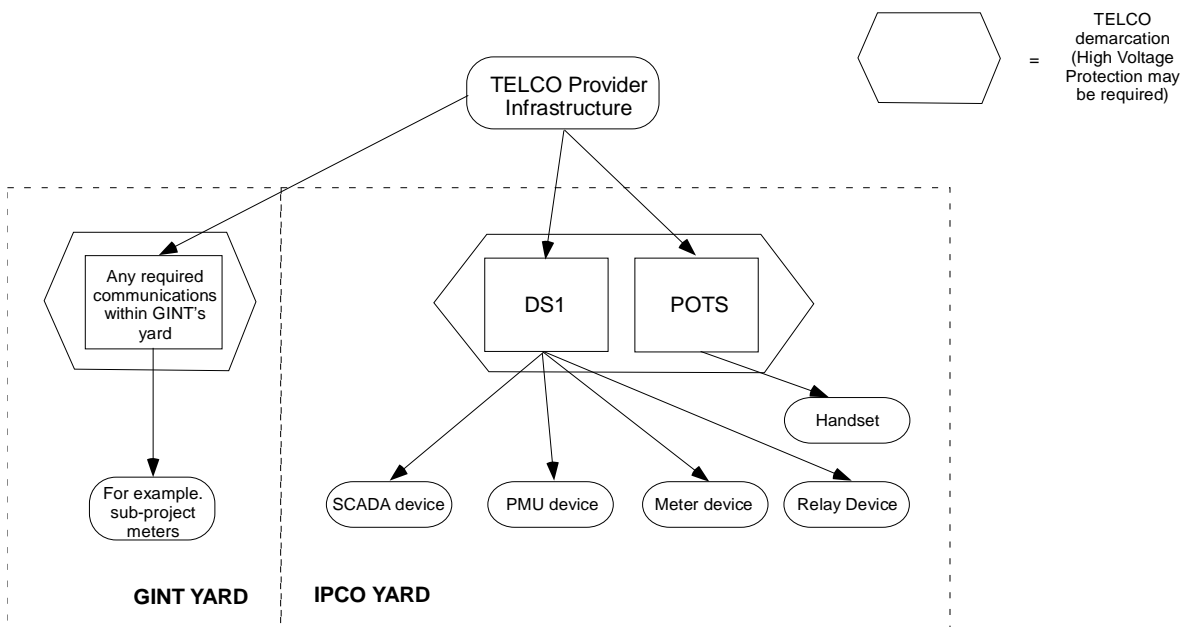 TELCO
demarcation
(High Voltage
Protection may
be required)
=
TELCO Provider
Infrastructure
Any required
communications
within GINT's
yard
DS1
POTS
Handset
For example.
sub-project
meters
SCADA device
PMU device
Meter device
Relay Device
GINT YARD
IPCO YARD